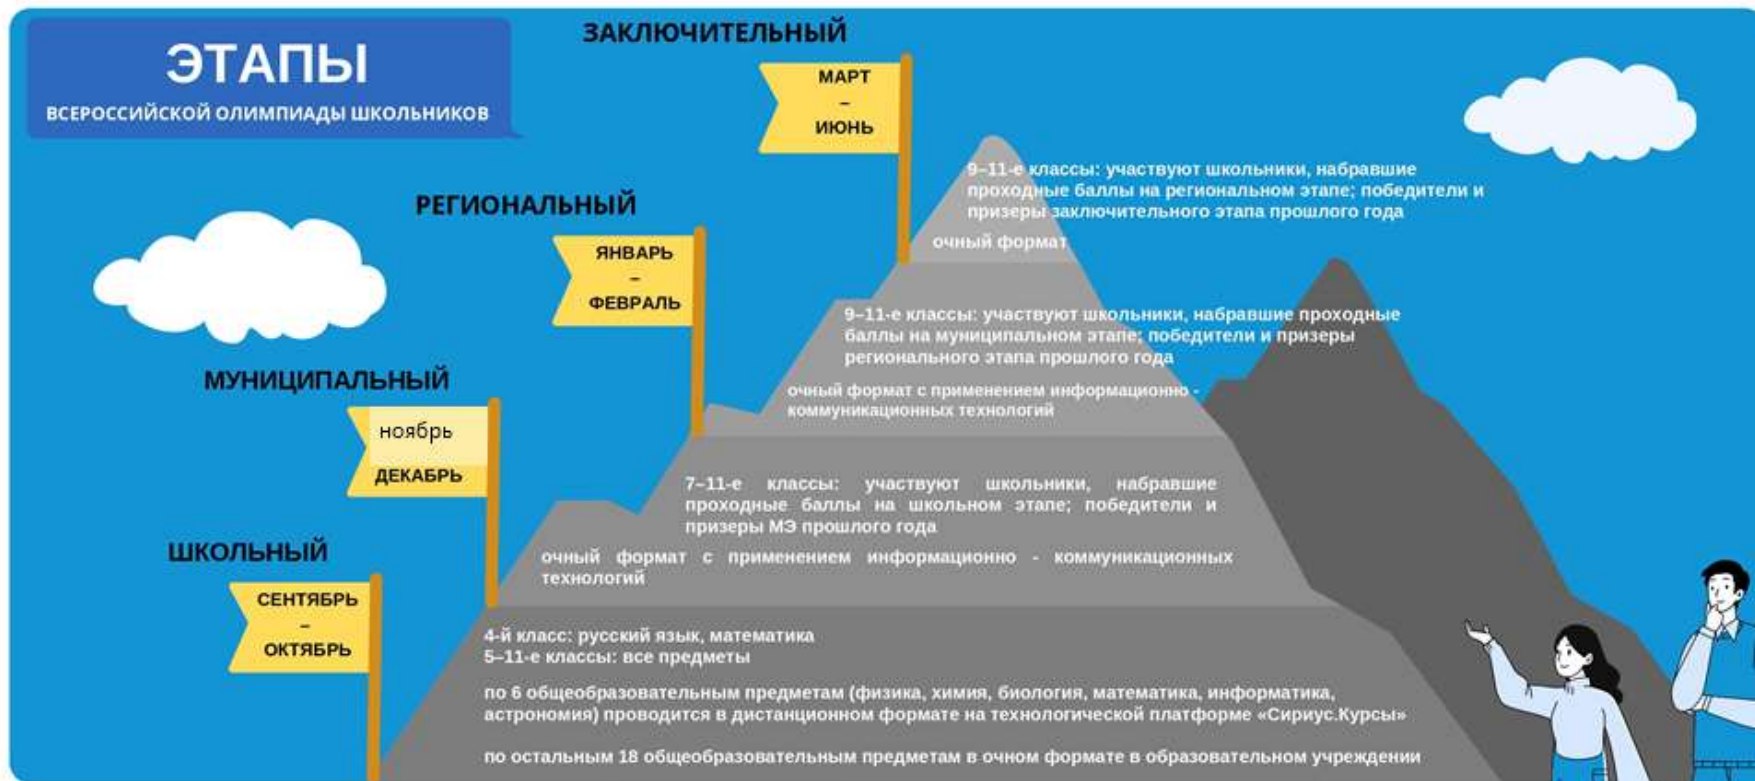 ЭТАПЫ
ВСЕРОССИЙСКОЙ ОЛИМПИАДЫ ШКОЛЬНИКОВ
ЗАКЛЮЧИТЕЛЬНЫЙ
МАРТ
–
ИЮНЬ
9–11-е классы: участвуют школьники, набравшие
проходные баллы на региональном этапе; победители и
призеры заключительного этапа прошлого года
очный формат
РЕГИОНАЛЬНЫЙ
ЯНВАРЬ
–
ФЕВРАЛЬ
9–11-е классы: участвуют школьники, набравшие проходные
баллы на муниципальном этапе; победители и призеры
регионального этапа прошлого года
очный формат с применением информационно -
коммуникационных технологий
МУНИЦИПАЛЬНЫЙ
ноябрь
ДЕКАБРЬ
7–11-е классы: участвуют школьники, набравшие
проходные баллы на школьном этапе; победители и
призеры МЭ прошлого года
очный формат с применением информационно - коммуникационных
технологий
ШКОЛЬНЫЙ
СЕНТЯБРЬ
–
ОКТЯБРЬ
4-й класс: русский язык, математика
5–11-е классы: все предметы
по 6 общеобразовательным предметам (физика, химия, биология, математика, информатика,
астрономия) проводится в дистанционном формате на технологической платформе «Сириус.Курсы»
по остальным 18 общеобразовательным предметам в очном формате в образовательном учреждении